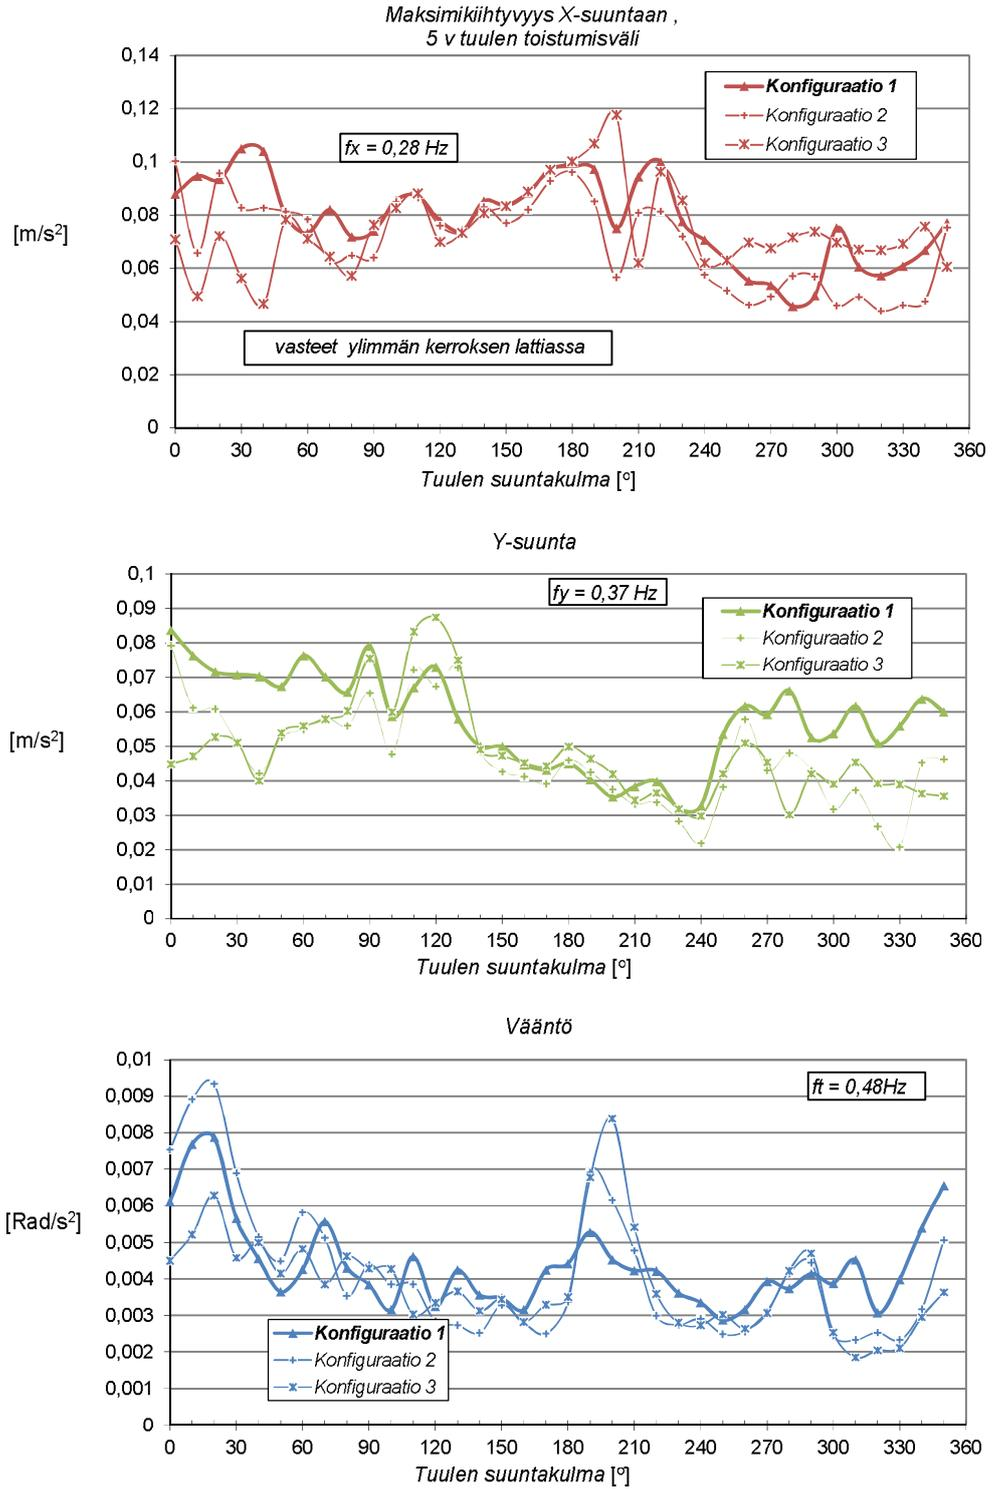 Maksimikiihtyvyys X-suuntaan ,
5 v tuulen toistumisväli
0,14
0,12
0,1
0,08
0,06
0,04
0,02
0
[m/s²]
fx = 0,28 Hz
Konfiguraatio 1
Konfiguraatio 2
Konfiguraatio 3
vasteet ylimmän kerroksen lattiassa
0 30 60 90 120 150 180 210 240 270 300 330 360
Tuulen suuntakulma [°]
Y-suunta
0,1
0,09
0,08
0,07
0,06
0,05
0,04
0,03
0,02
0,01
0
[m/s²]
fy = 0,37 Hz
Konfiguraatio 1
Konfiguraatio 2
Konfiguraatio 3
0 30 60 90 120 150 180 210 240 270 300 330 360
Tuulen suuntakulma [°]
Vääntö
0,01
0,009
0,008
0,007
0,006
0,005
0,004
0,003
0,002
0,001
0
[Rad/s²]
ft = 0,48Hz
Konfiguraatio 1
Konfiguraatio 2
Konfiguraatio 3
0 30 60 90 120 150 180 210 240 270 300 330 360
Tuulen suuntakulma [°]